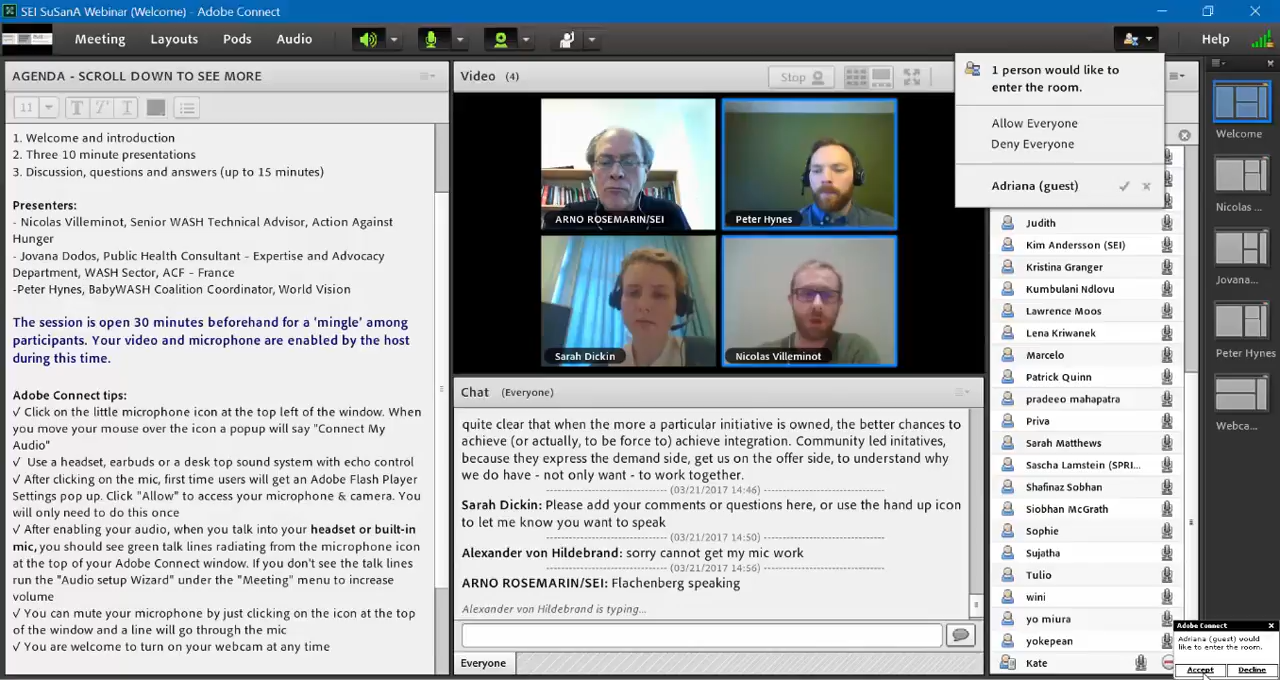 SEI SuSanA Webinar (Welcome) - Adobe Connect
Meeting Layouts Pods Audio Help
AGENDA - SCROLL DOWN TO SEE MORE
11
1. Welcome and introduction
2. Three 10 minute presentations
3. Discussion, questions and answers (up to 15 minutes)
Presenters:
- Nicolas Villeminot, Senior WASH Technical Advisor, Action Against
Hunger
- Jovana Dodos, Public Health Consultant - Expertise and Advocacy
Department, WASH Sector, ACF - France
-Peter Hynes, BabyWASH Coalition Coordinator, World Vision
The session is open 30 minutes beforehand for a 'mingle' among
participants. Your video and microphone are enabled by the host
during this time.
Adobe Connect tips:
√ Click on the little microphone icon at the top left of the window. When
you move your mouse over the icon a popup will say "Connect My
Audio"
√ Use a headset, earbuds or a desk top sound system with echo control
√ After clicking on the mic, first time users will get an Adobe Flash Player
Settings pop up. Click "Allow" to access your microphone & camera. You
will only need to do this once
√ After enabling your audio, when you talk into your headset or built-in
mic, you should see green talk lines radiating from the microphone icon
at the top of your Adobe Connect window. If you don't see the talk lines
run the "Audio setup Wizard" under the "Meeting" menu to increase
volume
√ You can mute your microphone by just clicking on the icon at the top
of the window and a line will go through the mic
√ You are welcome to turn on your webcam at any time
Video (4)
Stop
ARNO ROSEMARIN/SEI
Peter Hynes
Sarah Dickin
Nicolas Villeminot
Chat (Everyone)
quite clear that when the more a particular initiative is owned, the better chances to
achieve (or actually, to be force to) achieve integration. Community led initatives,
because they express the demand side, get us on the offer side, to understand why
we do have - not only want - to work together.
(03/21/2017 14:46)
Sarah Dickin: Please add your comments or questions here, or use the hand up icon
to let me know you want to speak
(03/21/2017 14:50)
Alexander von Hildebrand: sorry cannot get my mic work
(03/21/2017 14:56)
ARNO ROSEMARIN/SEI: Flachenberg speaking
Alexander von Hildebrand is typing...
Everyone
1 person would like to
enter the room.
Allow Everyone
Deny Everyone
Adriana (guest)
Judith
Kim Andersson (SEI)
Kristina Granger
Kumbulani Ndlovu
Lawrence Moos
Lena Kriwanek
Marcelo
Patrick Quinn
pradeeo mahapatra
Priva
Sarah Matthews
Sascha Lamstein (SPRI...
Shafinaz Sobhan
Siobhan McGrath
Sophie
Sujatha
Tulio
wini
yo miura
yokepean
Kate
Welcome
Nicolas ...
Jovana...
Peter Hynes
Webca...
Adobe Connect
Adriana (guest) would
like to enter the room.
Accept Decline